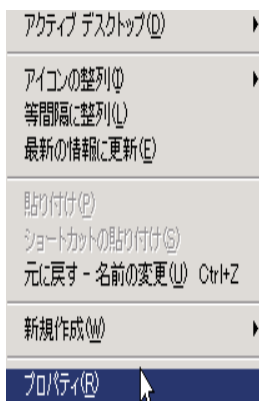 アクティブ デスクトップ(D)
アイコンの整列(I)
等間隔に整列(L)
最新の情報に更新(E)
貼り付け(P)
ショートカットの貼り付け(S)
元に戻す - 名前の変更(U) Ctrl+Z
新規作成(W)
プロパティ(R)